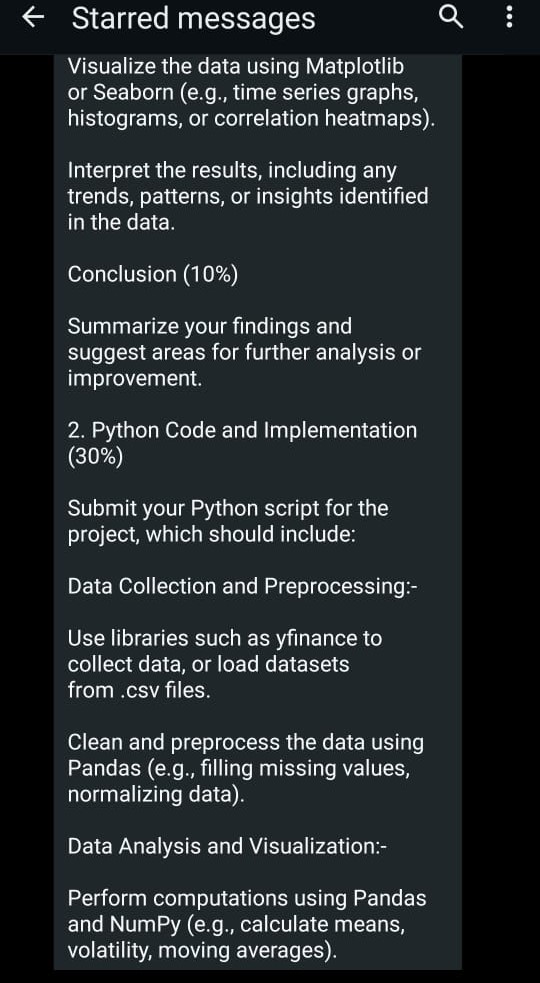 Starred messages
Visualize the data using Matplotlib
or Seaborn (e.g., time series graphs,
histograms, or correlation heatmaps).
Interpret the results, including any
trends, patterns, or insights identified
in the data.
Conclusion (10%)
Summarize your findings and
suggest areas for further analysis or
improvement.
2. Python Code and Implementation
(30%)
Submit your Python script for the
project, which should include:
Data Collection and Preprocessing:-
Use libraries such as yfinance to
collect data, or load datasets
from .csv files.
Clean and preprocess the data using
Pandas (e.g., filling missing values,
normalizing data).
Data Analysis and Visualization:-
Perform computations using Pandas
and NumPy (e.g., calculate means,
volatility, moving averages).